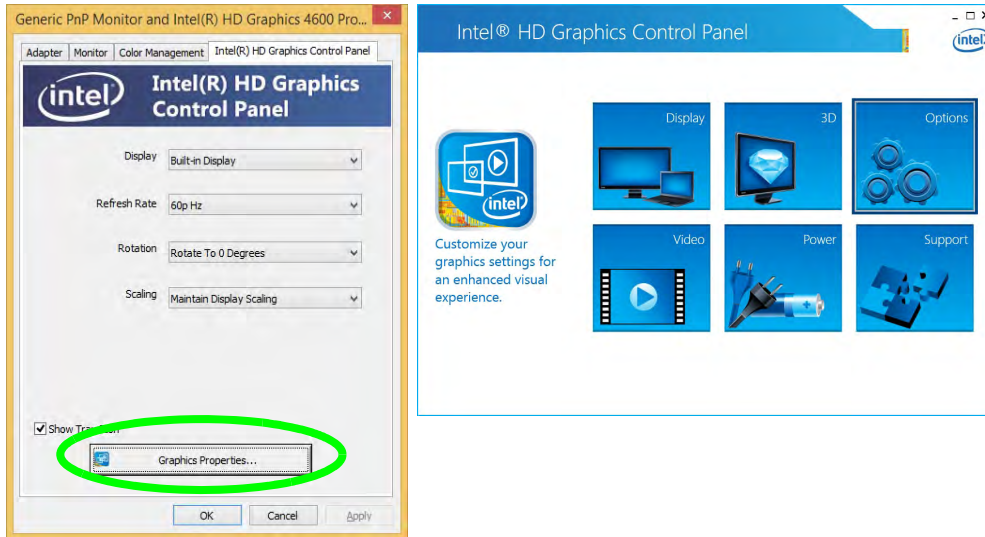 Generic PnP Monitor and Intel(R) HD Graphics 4600 Pro...
Adapter
Monitor
Color Management
Intel(R) HD Graphics Control Panel
intel
Intel(R) HD Graphics
Control Panel
Display
Built-in Display
Refresh Rate
60p Hz
Rotation
Rotate To 0 Degrees
Scaling
Maintain Display Scaling
Show
Graphics Properties...
OK
Cancel
Apply
Intel® HD Graphics Control Panel
intel
intel
Customize your
graphics settings for
an enhanced visual
experience.
Display
3D
Options
Video
Power
Support